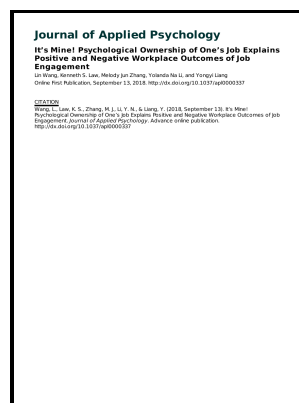 Journal of Applied Psychology
It's Mine! Psychological Ownership of One's Job Explains
Positive and Negative Workplace Outcomes of Job
Engagement
Lin Wang, Kenneth S. Law, Melody Jun Zhang, Yolanda Na Li, and Yongyi Liang
Online First Publication, September 13, 2018. http://dx.doi.org/10.1037/apl0000337
CITATION
Wang, L., Law, K. S., Zhang, M. J., Li, Y. N., & Liang, Y. (2018, September 13). It's Mine!
Psychological Ownership of One's Job Explains Positive and Negative Workplace Outcomes of Job
Engagement. Journal of Applied Psychology. Advance online publication.
http://dx.doi.org/10.1037/apl0000337